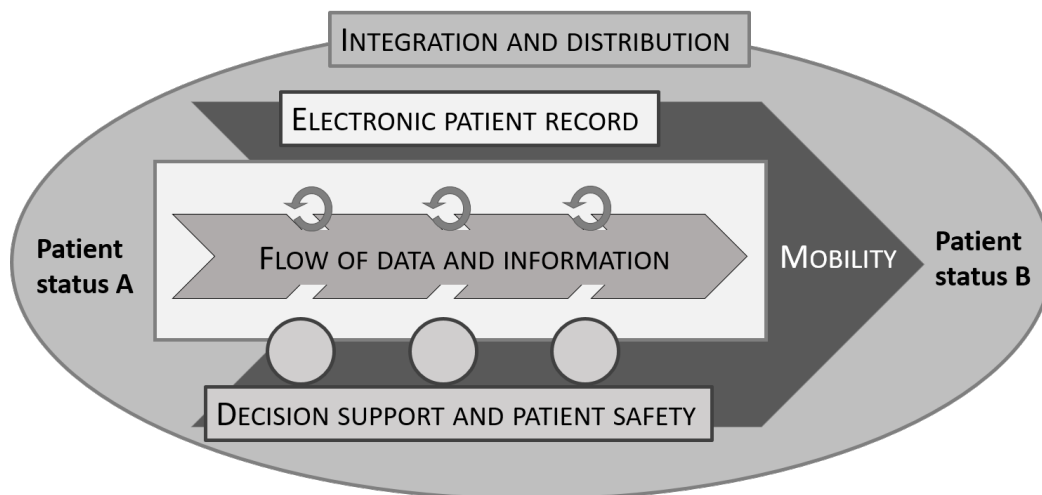 INTEGRATION AND DISTRIBUTION
ELECTRONIC PATIENT RECORD
Patient
status A
FLOW OF DATA AND INFORMATION
MOBILITY
Patient
status B
DECISION SUPPORT AND PATIENT SAFETY